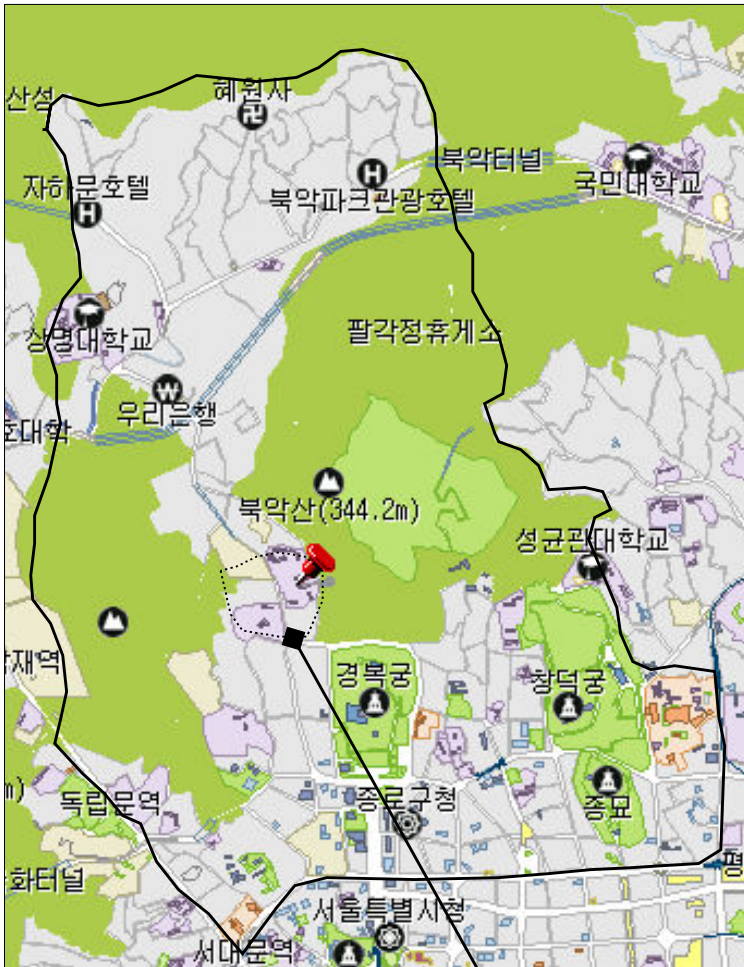 산성
혜원사
북악터널
국민대학교
자하문호텔
북악파크관광호텔
상명대학교
팔각정휴게소
우리은행
호대학
북악산(344.2m)
성균관대학교
재역
경복궁
창덕궁
m)
독립문역
종로구청
종묘
평
화터널
서울특별시청
서대문역